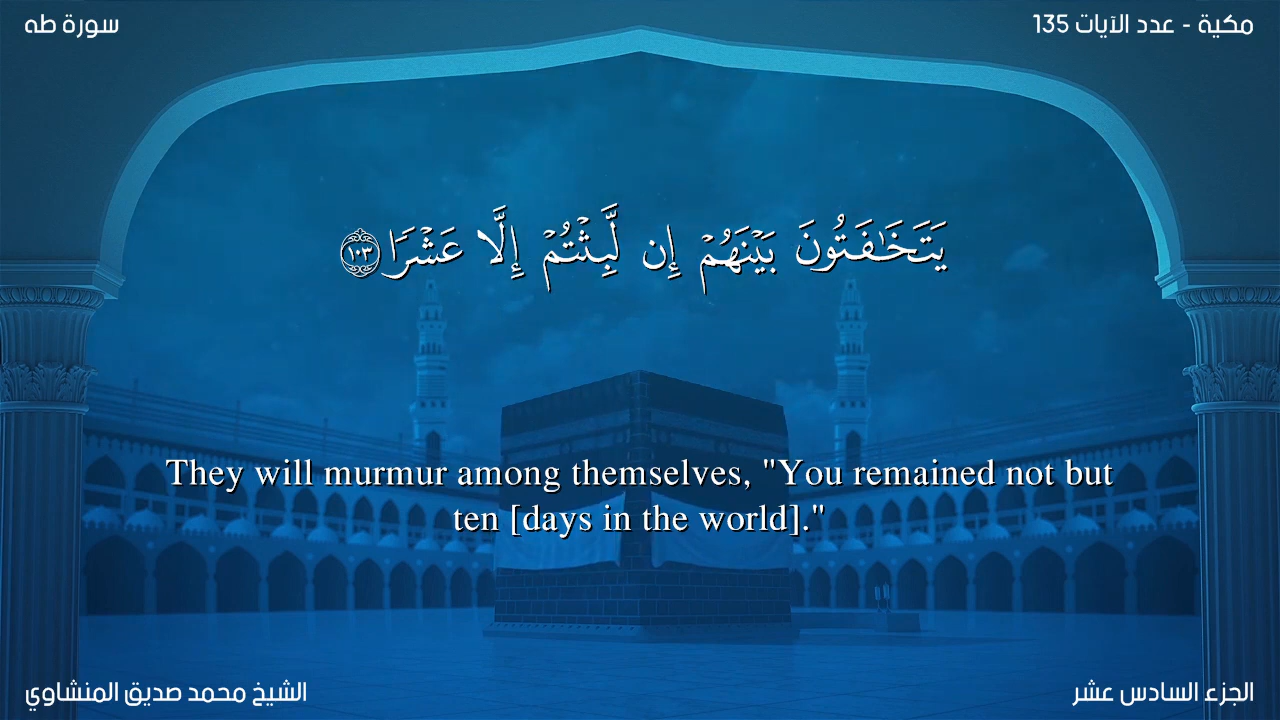 سورة طه
مكية - عدد الآيات 135
يَتَخَـٰفَتُونَ بَيۡنَهُمۡ إِن لَّبِثۡتُمۡ إِلَّا عَشۡرٗا ١٠٣
They will murmur among themselves, "You remained not but
ten [days in the world]."
الشيخ محمد صديق المنشاوي
الجزء السادس عشر